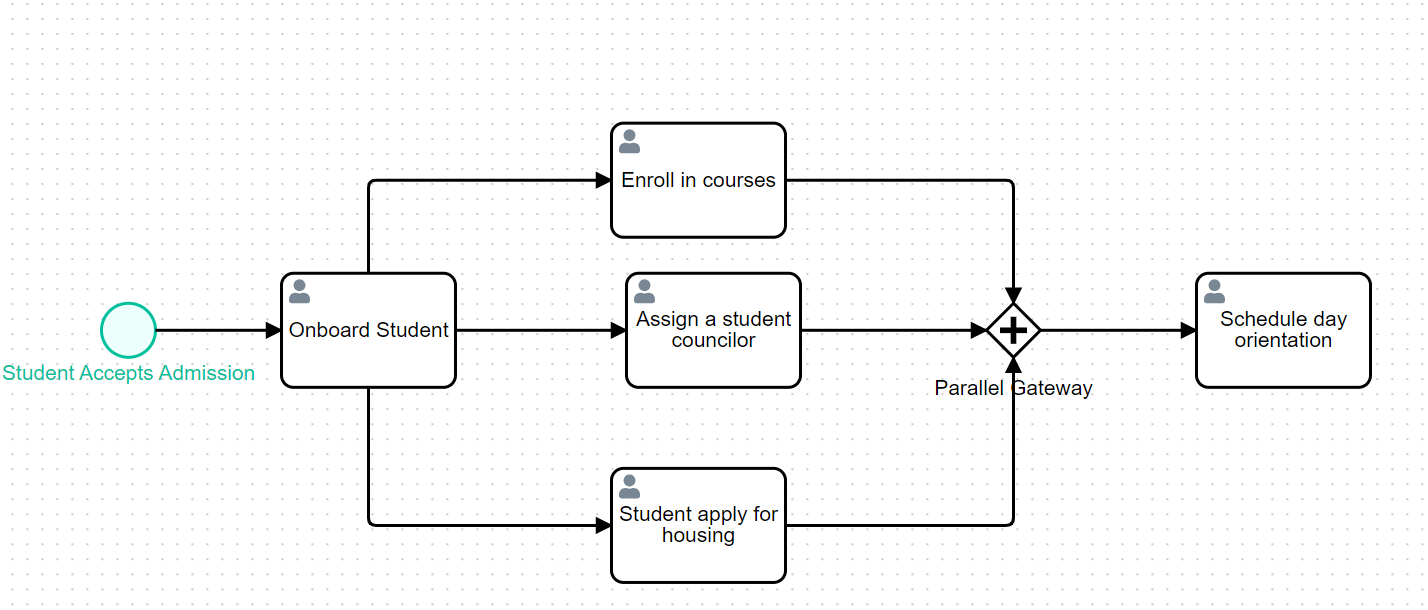 Enroll in courses
Onboard Student
Assign a student
councilor
Schedule day
orientation
Student Accepts Admission
Parallel Gateway
Student apply for
housing